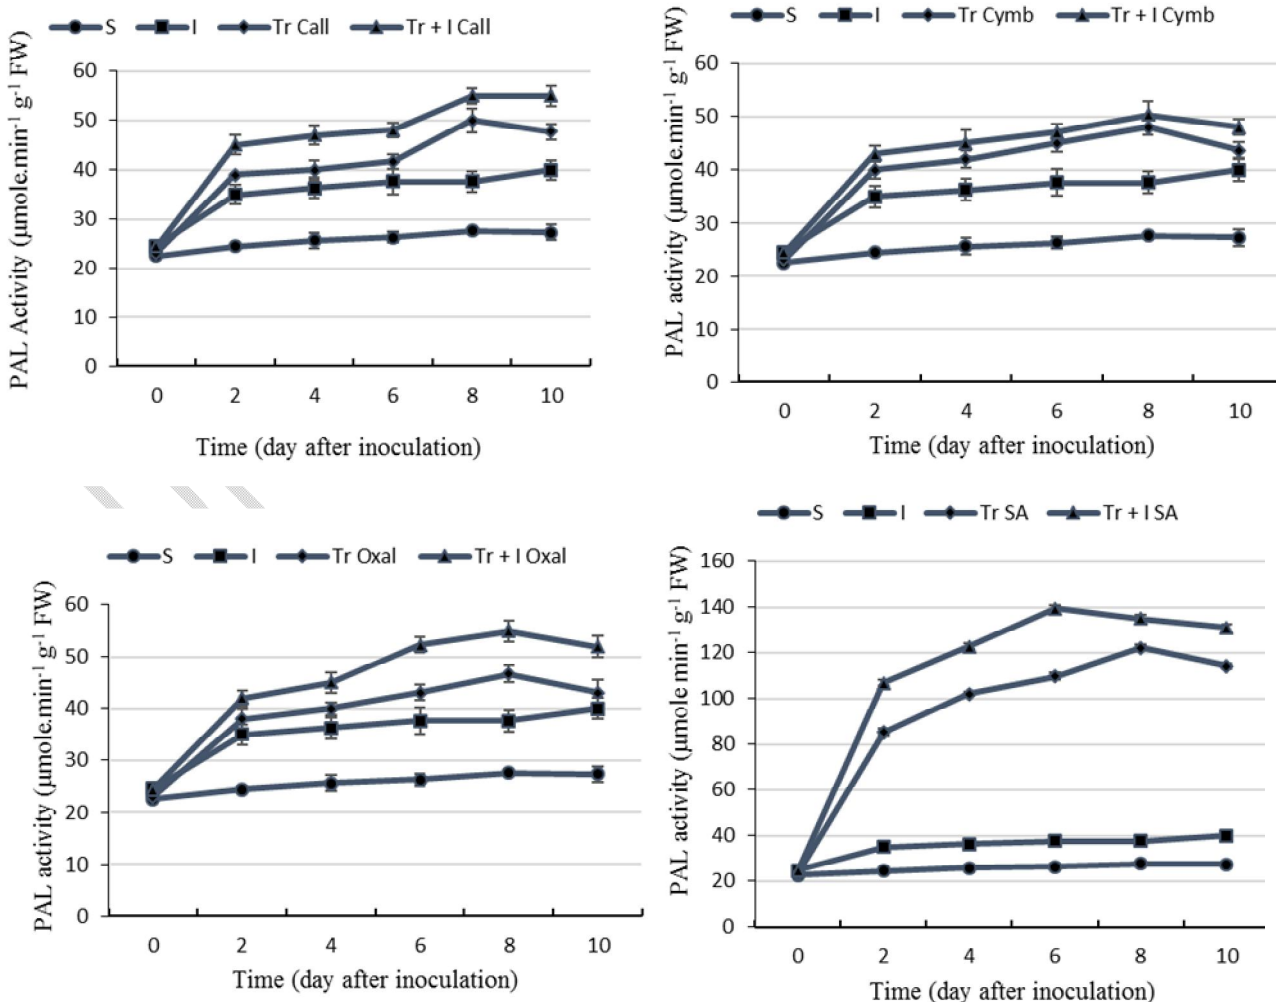 S I Tr Call Tr + I Call
PAL Activity (µmole.min⁻¹ g⁻¹ FW)
60
50
40
30
20
10
0
0 2 4 6 8 10
Time (day after inoculation)
S I Tr Cymb Tr + I Cymb
PAL activity (µmole.min⁻¹ g⁻¹ FW)
60
50
40
30
20
10
0
0 2 4 6 8 10
Time (day after inoculation)
S I Tr Oxal Tr + I Oxal
PAL activity (µmole.min⁻¹ g⁻¹ FW)
60
50
40
30
20
10
0
0 2 4 6 8 10
Time (day after inoculation)
S I Tr SA Tr + I SA
PAL activity (µmole min⁻¹ g⁻¹ FW)
160
140
120
100
80
60
40
20
0
0 2 4 6 8 10
Time (day after inoculation)